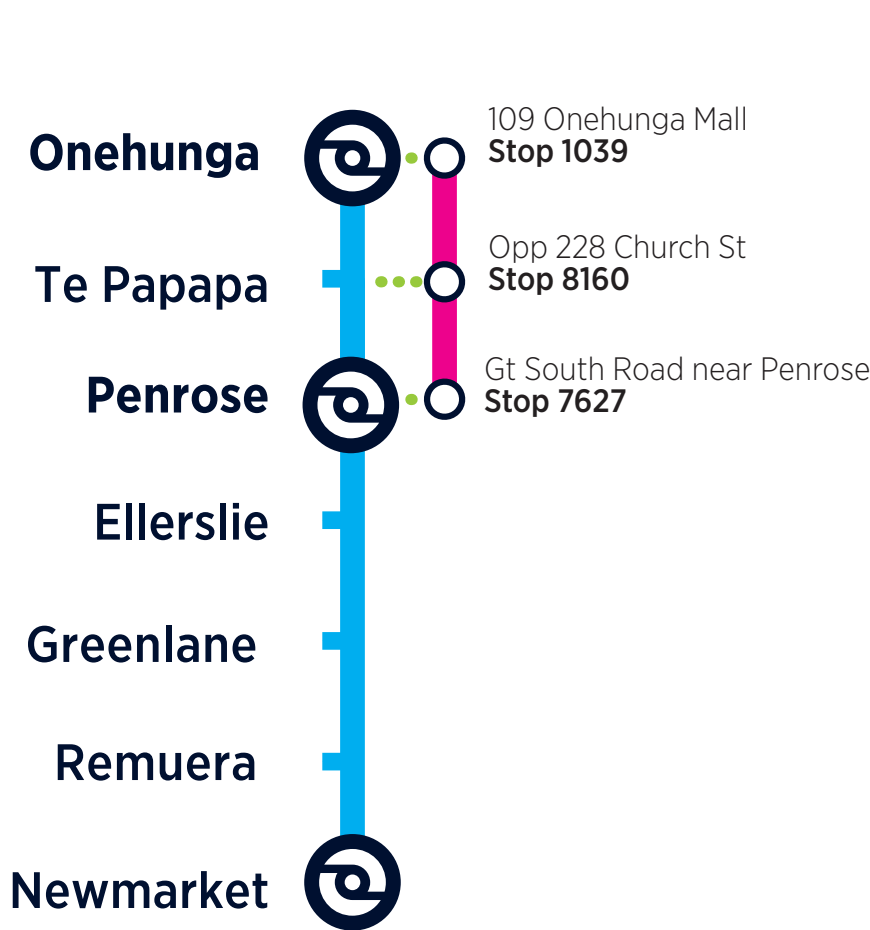 Onehunga
109 Onehunga Mall
Stop 1039
Te Papapa
Opp 228 Church St
Stop 8160
Penrose
Gt South Road near Penrose
Stop 7627
Ellerslie
Greenlane
Remuera
Newmarket